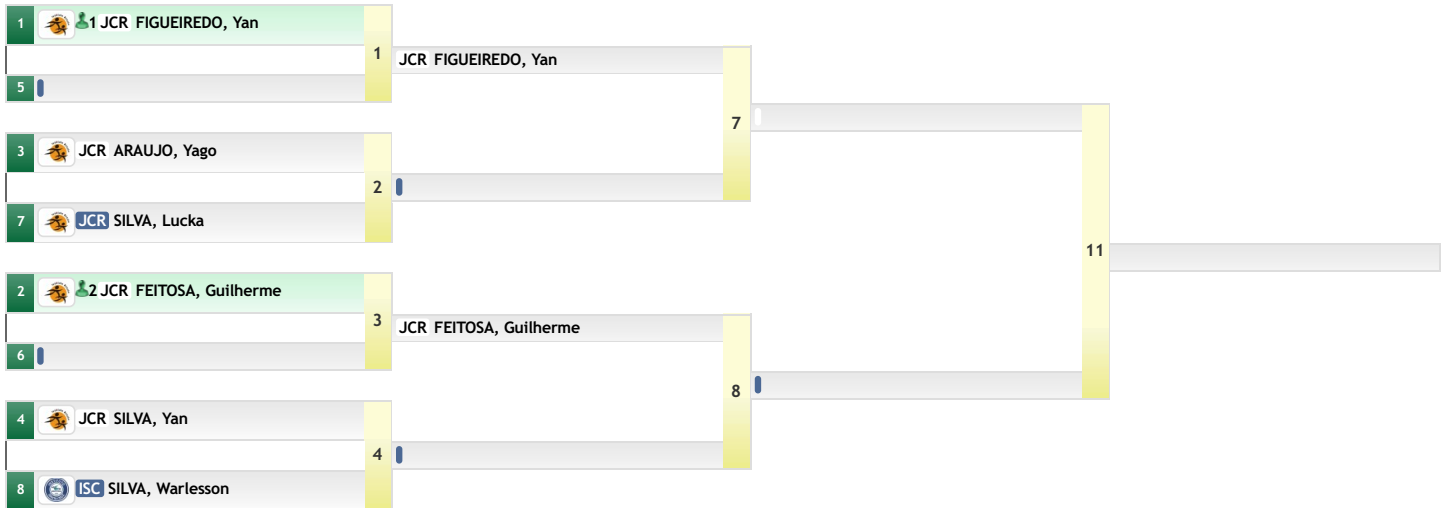 1 1 JCR FIGUEIREDO, Yan
1
JCR FIGUEIREDO, Yan
5
7
3 JCR ARAUJO, Yago
2
7 JCR SILVA, Lucka
11
2 2 JCR FEITOSA, Guilherme
3
JCR FEITOSA, Guilherme
6
8
4 JCR SILVA, Yan
4
8 ISC SILVA, Warlesson